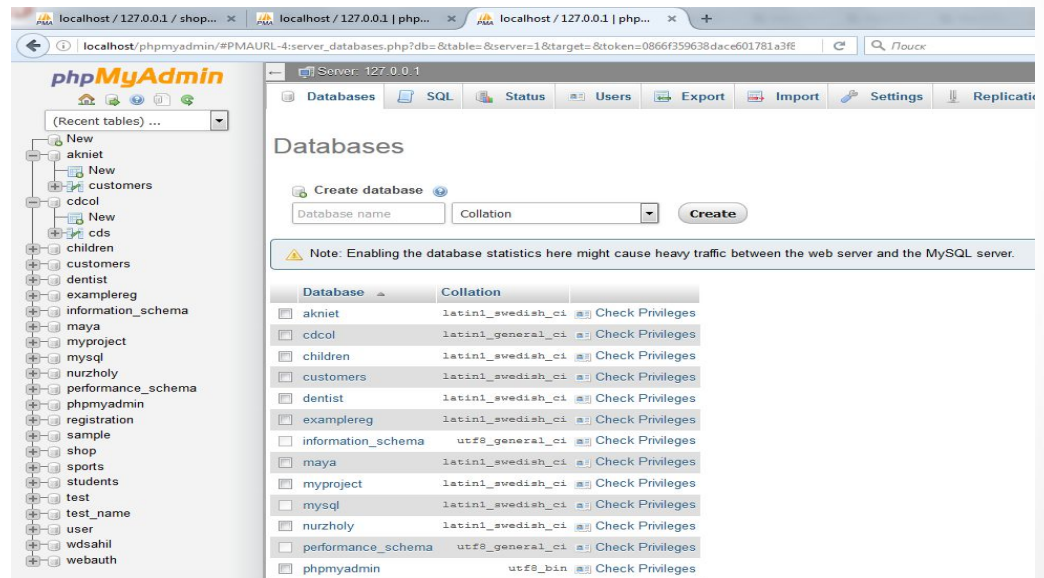 localhost / 127.0.0.1 / shop... × localhost / 127.0.0.1 | php... × localhost / 127.0.0.1 | php... × +
localhost/phpmyadmin/#PMAURL-4:server_databases.php?db=&table=&server=1&target=&token=0866f359638dace601781a3f8 Поиск
phpMyAdmin
(Recent tables) ...
New
akniet
New
customers
cdcol
New
cds
children
customers
dentist
examplereg
information_schema
maya
myproject
mysql
nurzholy
performance_schema
phpmyadmin
registration
sample
shop
sports
students
test
test_name
user
wdsahil
webauth
Server: 127.0.0.1
Databases SQL Status Users Export Import Settings Replicati
Databases
Create database
Database name Collation Create
Note: Enabling the database statistics here might cause heavy traffic between the web server and the MySQL server.
Database Collation
akniet latin1_swedish_ci Check Privileges
cdcol latin1_general_ci Check Privileges
children latin1_swedish_ci Check Privileges
customers latin1_swedish_ci Check Privileges
dentist latin1_swedish_ci Check Privileges
examplereg latin1_swedish_ci Check Privileges
information_schema utf8_general_ci Check Privileges
maya latin1_swedish_ci Check Privileges
myproject latin1_swedish_ci Check Privileges
mysql latin1_swedish_ci Check Privileges
nurzholy latin1_swedish_ci Check Privileges
performance_schema utf8_general_ci Check Privileges
phpmyadmin utf8_bin Check Privileges